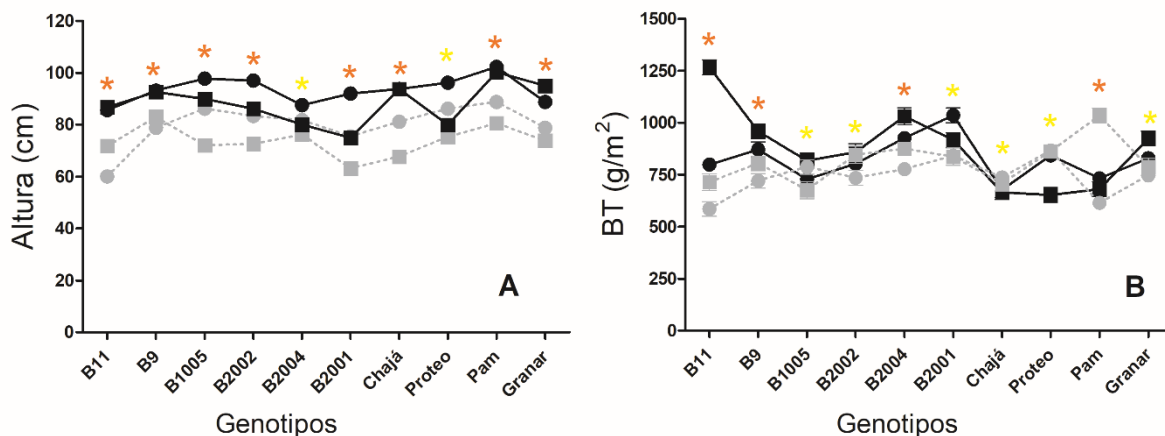 Altura (cm)
120
100
80
60
40
20
0
A
B11
B9
B1005
B2002
B2004
B2001
Chajá
Proteo
Pam
Granar
Genotipos
BT (g/m²)
1500
1250
1000
750
500
250
0
B
B11
B9
B1005
B2002
B2004
B2001
Chajá
Proteo
Pam
Granar
Genotipos